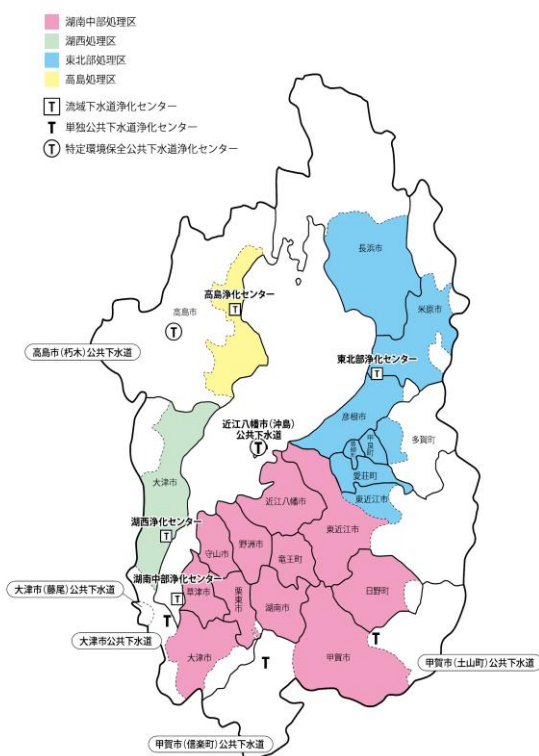 湖南中部処理区
湖西処理区
東北部処理区
高島処理区
T 流域下水道浄化センター
T 単独公共下水道浄化センター
T 特定環境保全公共下水道浄化センター
長浜市
高島浄化センター
T
米原市
高島市
T
高島市(朽木)公共下水道
東北部浄化センター
T
彦根市
近江八幡市(沖島)
公共下水道
T
甲良町
多賀町
愛荘町
大津市
東近江市
近江八幡市
東近江市
湖西浄化センター
T
野洲市
守山市
竜王町
湖南中部浄化センター
T
草津市
栗東市
湖南市
日野町
大津市(藤尾)公共下水道
T
大津市公共下水道
大津市
T
甲賀市
T
甲賀市(土山町)公共下水道
甲賀市(信楽町)公共下水道